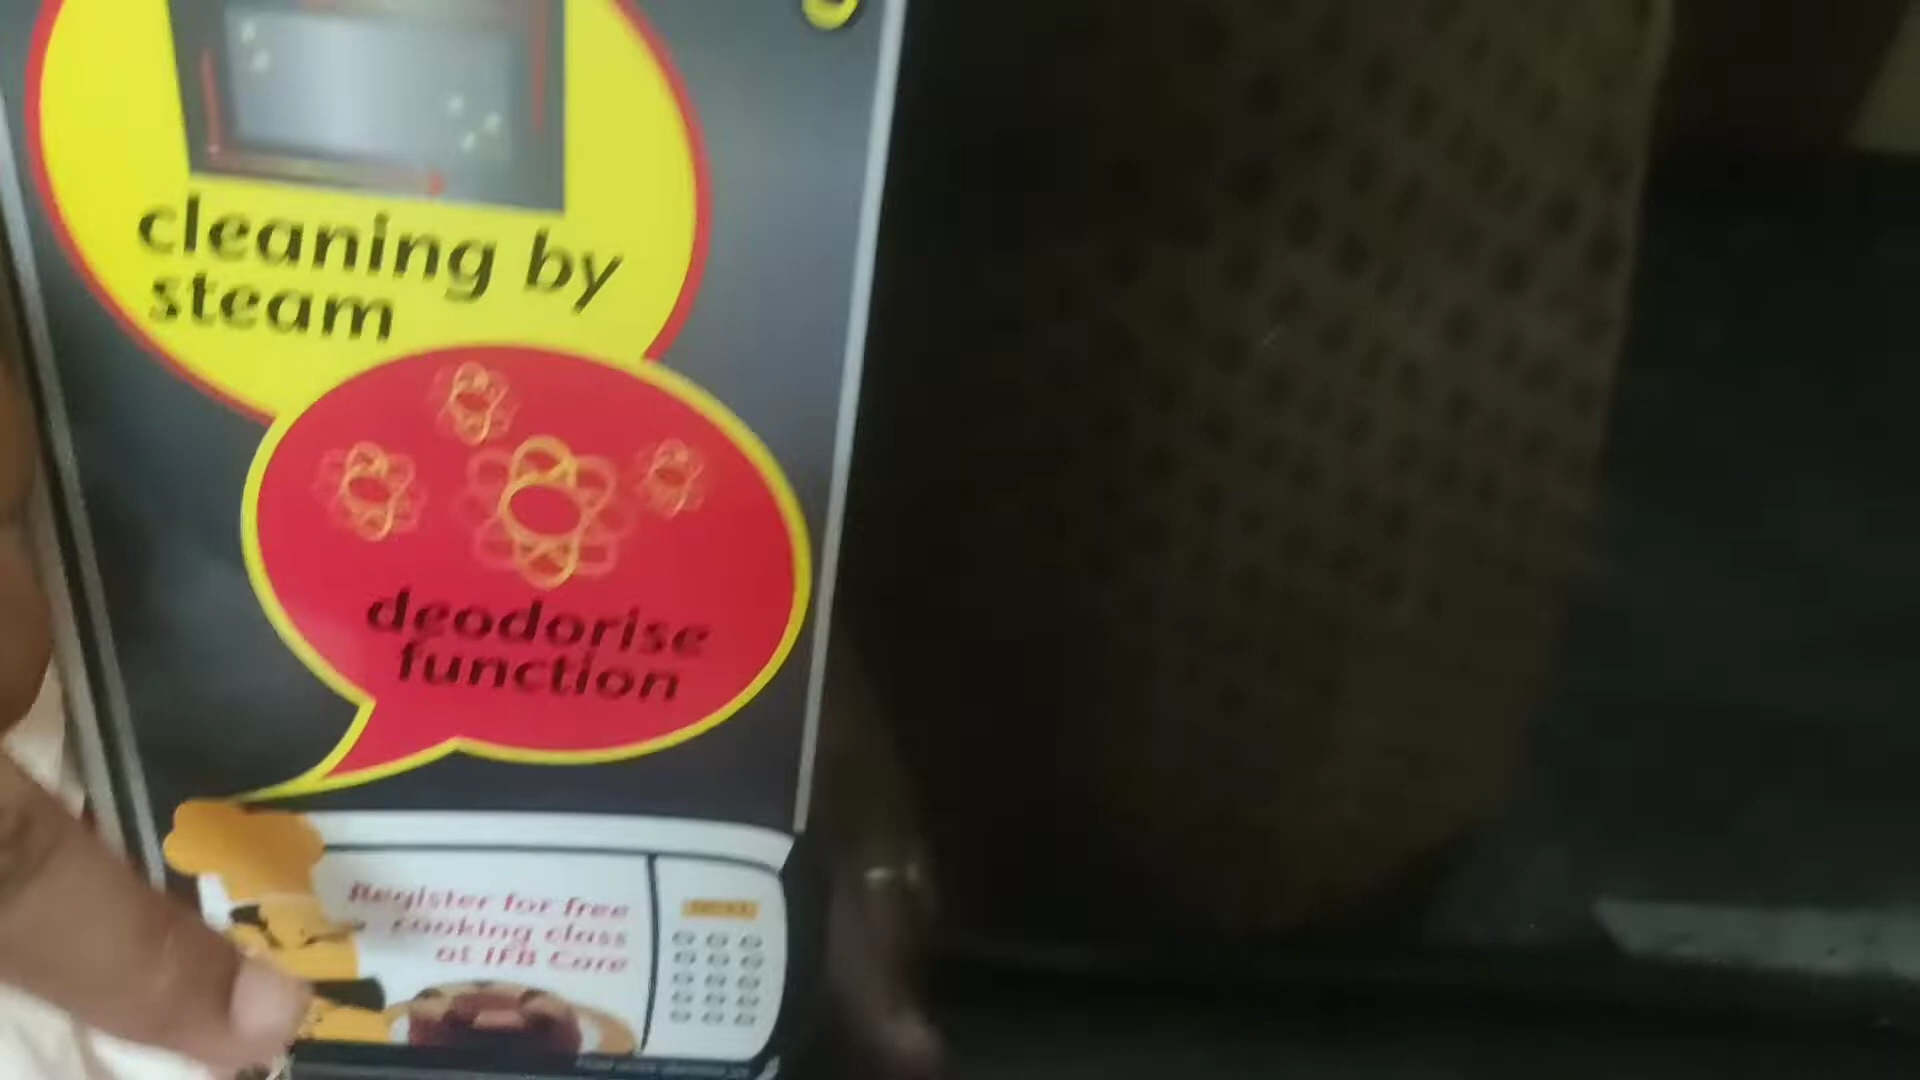 cleaning by
steam
deodorise
function
Register for free
cooking class
at IFB Care